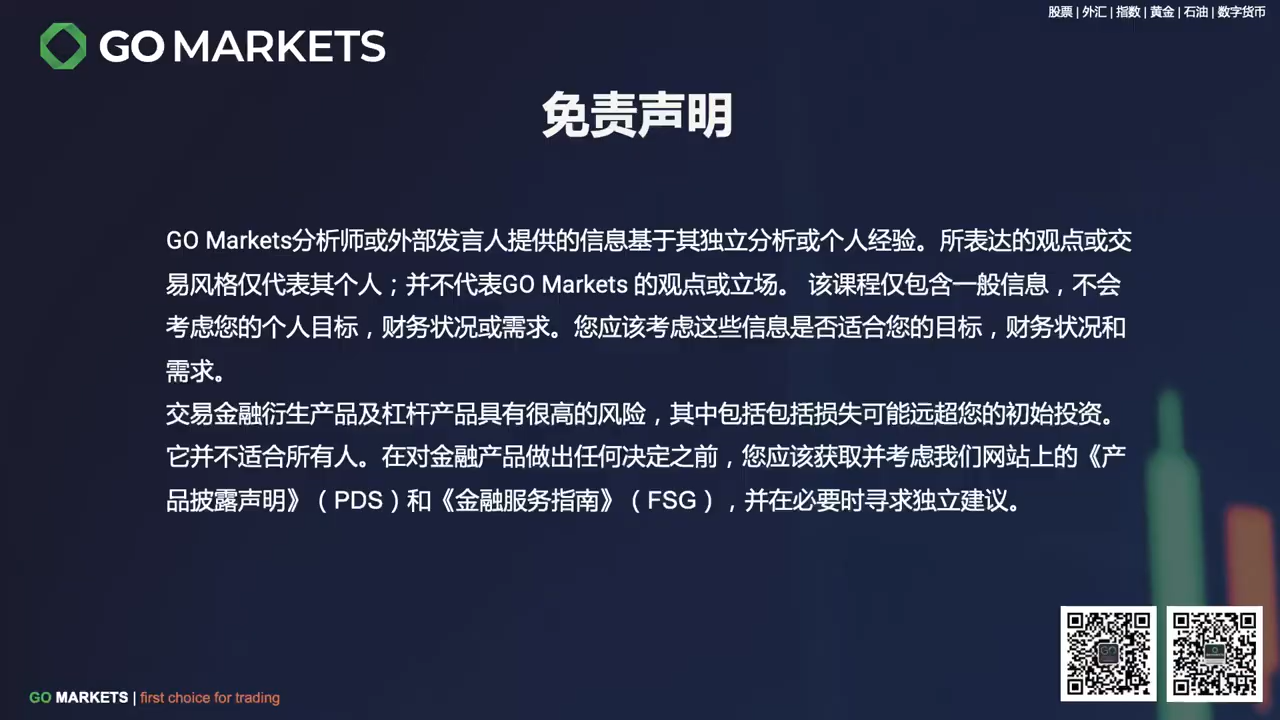 股票 | 外汇 | 指数 | 黄金 | 石油 | 数字货币
GO MARKETS
免责声明
GO Markets分析师或外部发言人提供的信息基于其独立分析或个人经验。所表达的观点或交
易风格仅代表其个人；并不代表GO Markets 的观点或立场。 该课程仅包含一般信息，不会
考虑您的个人目标，财务状况或需求。您应该考虑这些信息是否适合您的目标，财务状况和
需求。
交易金融衍生产品及杠杆产品具有很高的风险，其中包括包括损失可能远超您的初始投资。
它并不适合所有人。在对金融产品做出任何决定之前，您应该获取并考虑我们网站上的《产
品披露声明》（PDS）和《金融服务指南》（FSG），并在必要时寻求独立建议。
GO MARKETS | first choice for trading